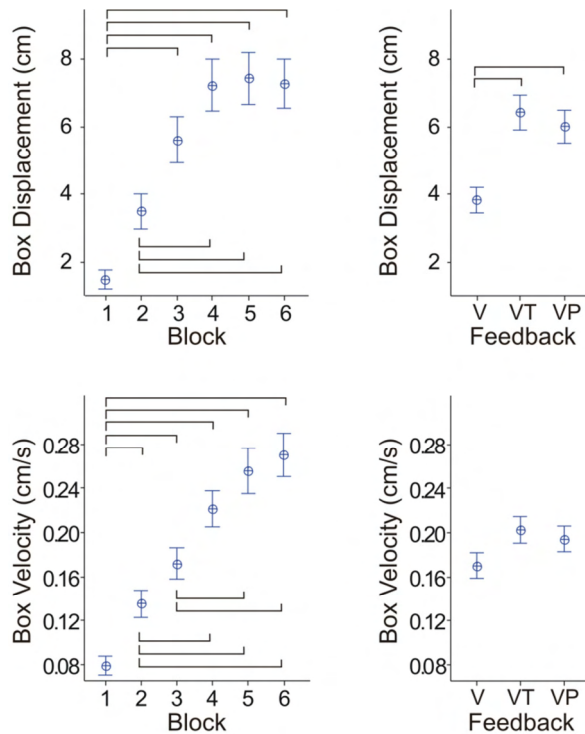 Box Displacement (cm)
8
6
4
2
1 2 3 4 5 6
Block
Box Displacement (cm)
8
6
4
2
V VT VP
Feedback
Box Velocity (cm/s)
0.28
0.24
0.20
0.16
0.12
0.08
1 2 3 4 5 6
Block
Box Velocity (cm/s)
0.28
0.24
0.20
0.16
0.12
0.08
V VT VP
Feedback